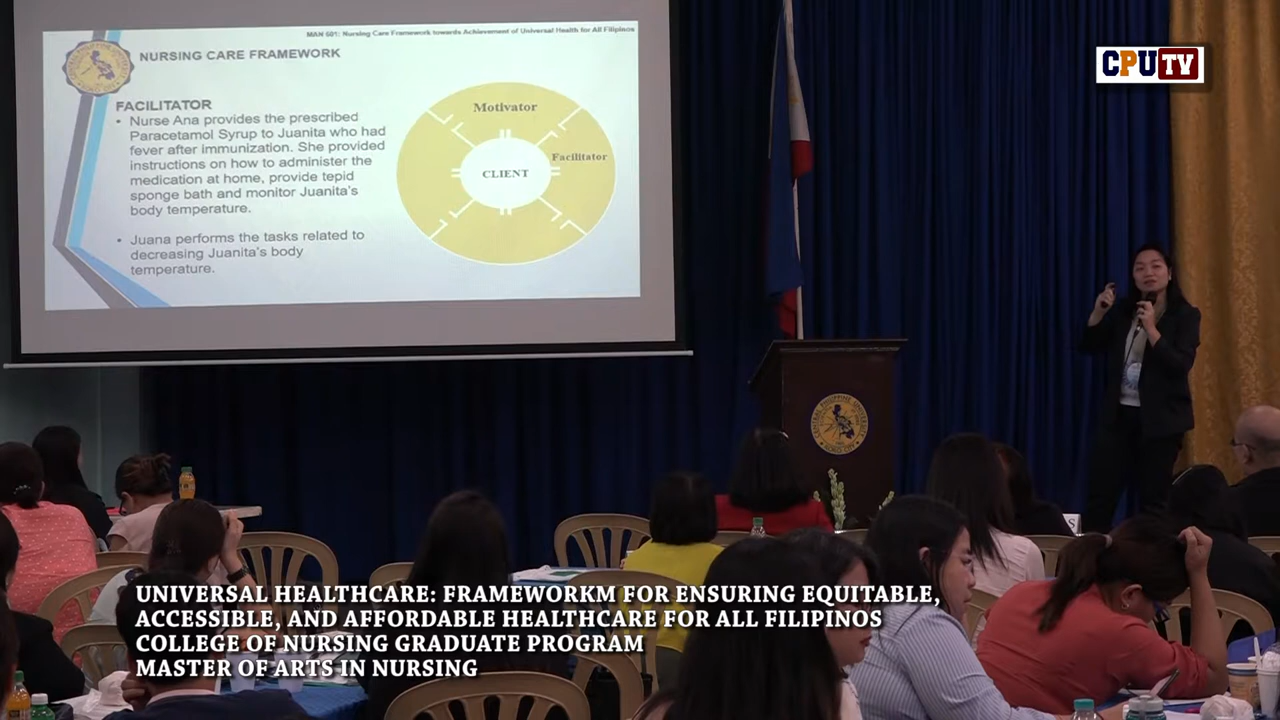 MAN 601: Nursing Care Framework towards Achievement of Universal Health for All Filipinos
NURSING CARE FRAMEWORK
CPUTV
FACILITATOR
• Nurse Ana provides the prescribed
Paracetamol Syrup to Juanita who had
fever after immunization. She provided
instructions on how to administer the
medication at home, provide tepid
sponge bath and monitor Juanita's
body temperature.
• Juana performs the tasks related to
decreasing Juanita's body
temperature.
Motivator
Facilitator
CLIENT
UNIVERSAL HEALTHCARE: FRAMEWORKM FOR ENSURING EQUITABLE,
ACCESSIBLE, AND AFFORDABLE HEALTHCARE FOR ALL FILIPINOS
COLLEGE OF NURSING GRADUATE PROGRAM
MASTER OF ARTS IN NURSING